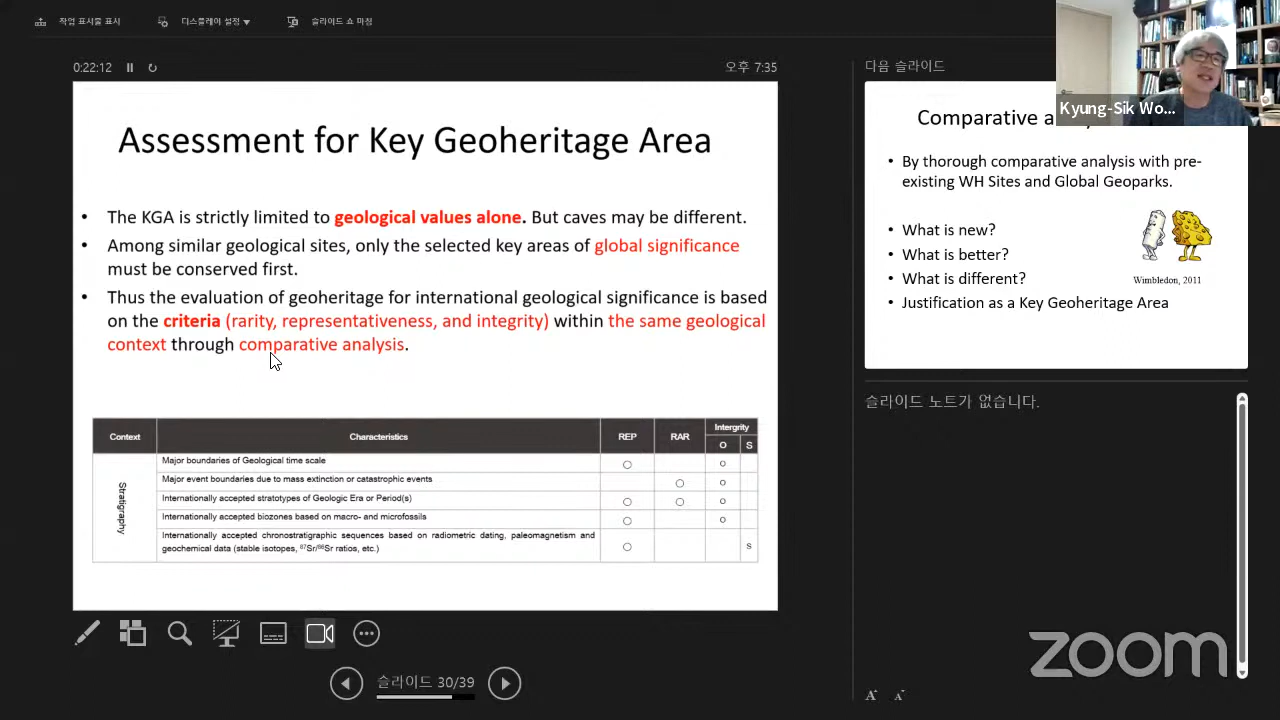 작업 표시줄 표시 디스플레이 설정 ▼ 슬라이드 쇼 마침
0:22:12 오후 7:35
Assessment for Key Geoheritage Area
• The KGA is strictly limited to geological values alone. But caves may be different.
• Among similar geological sites, only the selected key areas of global significance
must be conserved first.
• Thus the evaluation of geoheritage for international geological significance is based
on the criteria (rarity, representativeness, and integrity) within the same geological
context through comparative analysis.
Context Characteristics REP RAR Intergrity
O S
Stratigraphy
Major boundaries of Geological time scale ○ o
Major event boundaries due to mass extinction or catastrophic events ○ o
Internationally accepted stratotypes of Geologic Era or Period(s) ○ ○ o
Internationally accepted biozones based on macro- and microfossils ○ o
Internationally accepted chronostratigraphic sequences based on radiometric dating, paleomagnetism and
geochemical data (stable isotopes, ⁸⁷Sr/⁸⁶Sr ratios, etc.) ○ s
슬라이드 30/39
다음 슬라이드
Kyung-Sik Wo...
Comparative a
• By thorough comparative analysis with pre-
existing WH Sites and Global Geoparks.
• What is new?
• What is better?
• What is different?
• Justification as a Key Geoheritage Area
Wimbledon, 2011
슬라이드 노트가 없습니다.
zoom
A A